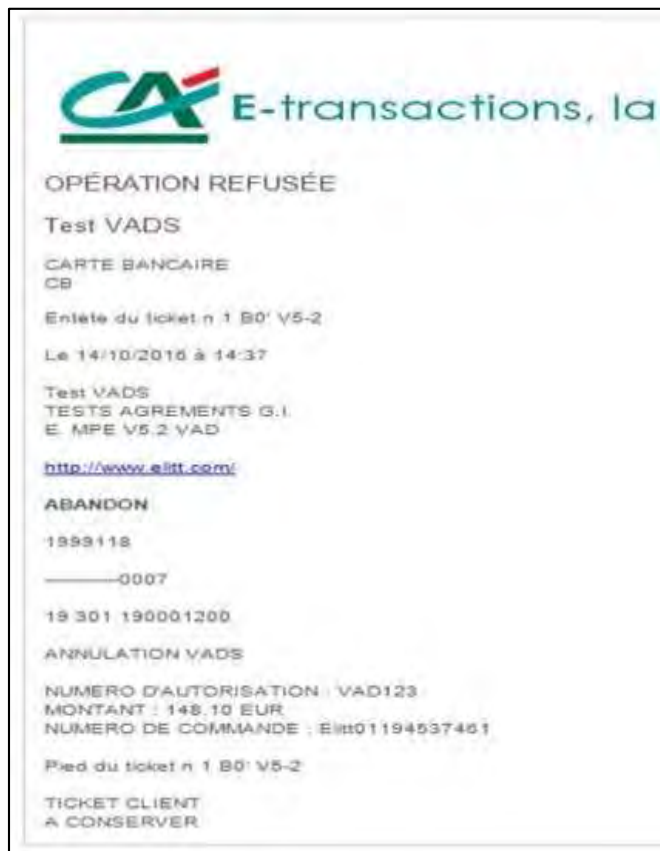 CA E-transactions, la
OPÉRATION REFUSÉE
Test VADS
CARTE BANCAIRE
CB
Entete du ticket n 1 B0' V5-2
Le 14/10/2016 à 14:37
Test VADS
TESTS AGREMENTS G.I.
E. MPE V5.2 VAD
http://www.elitt.com/
ABANDON
1999118
------------0007
19 301 190001200
ANNULATION VADS
NUMERO D'AUTORISATION : VAD123
MONTANT : 148.10 EUR
NUMERO DE COMMANDE : Elitt01194537461
Pied du ticket n 1 B0' V5-2
TICKET CLIENT
A CONSERVER